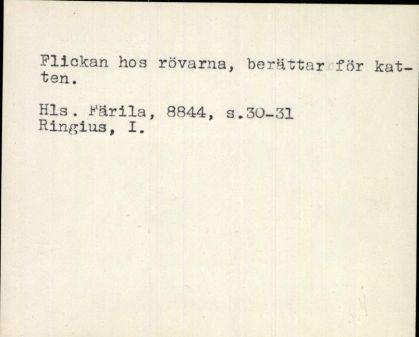 Flickan hos rövarna, berättar för kat-
ten.
Hls. Färila, 8844, s.30-31
Ringius, I.